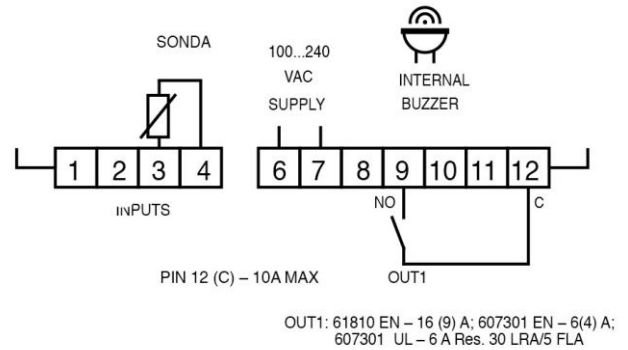 SONDA
100...240
VAC
SUPPLY
INTERNAL
BUZZER
1 2 3 4 6 7 8 9 10 11 12
INPUTS
NO C
PIN 12 (C) – 10A MAX OUT1
OUT1: 61810 EN – 16 (9) A; 607301 EN – 6(4) A;
607301 UL – 6 A Res. 30 LRA/5 FLA